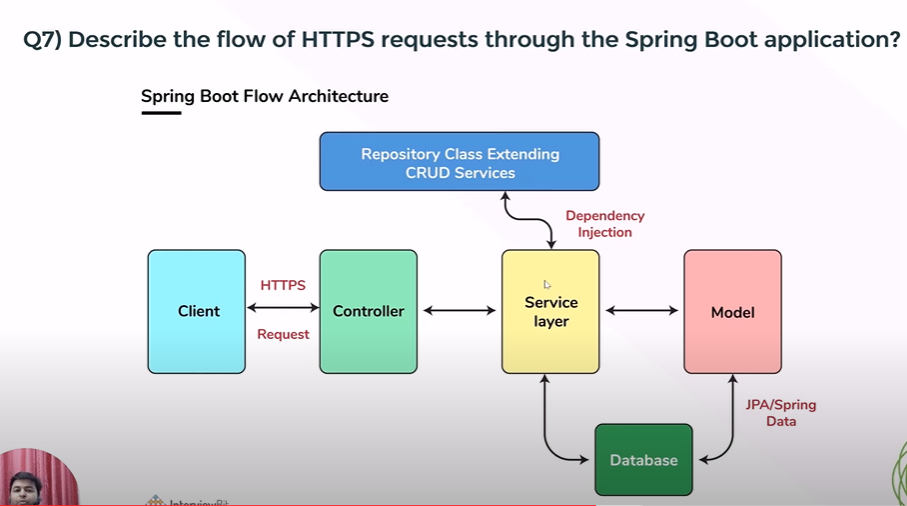 Q7) Describe the flow of HTTPS requests through the Spring Boot application?
Spring Boot Flow Architecture
Repository Class Extending
CRUD Services
Dependency
Injection
Client
HTTPS
Request
Controller
Service
layer
Model
JPA/Spring
Data
Database
InterviewBit